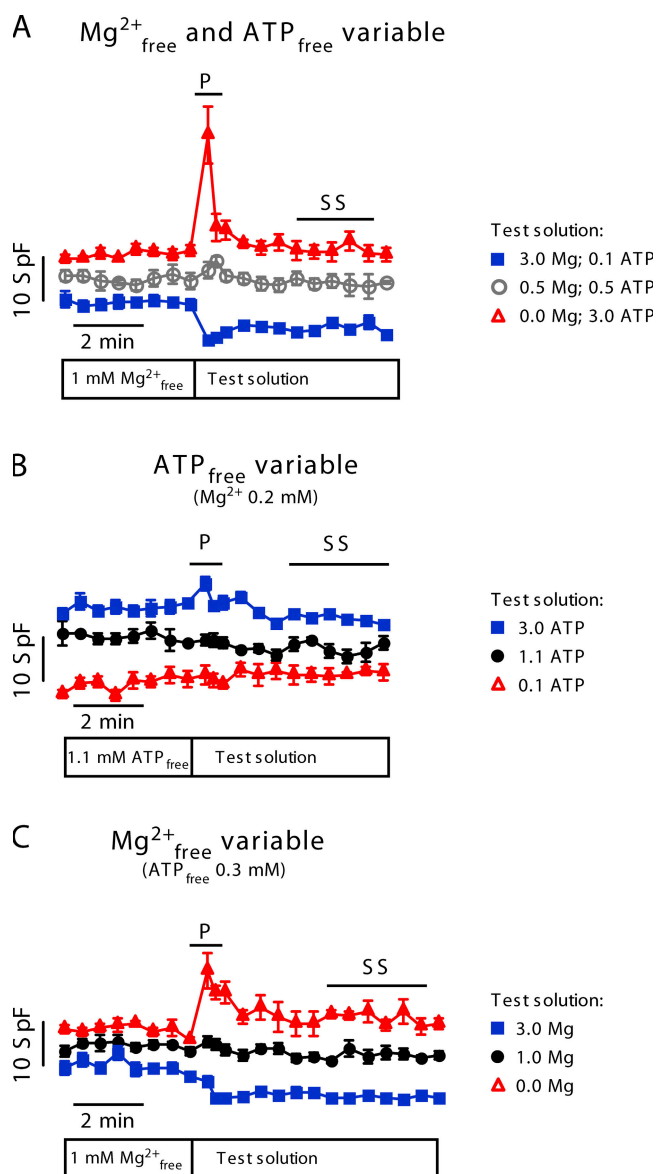 A
Mg²⁺free and ATPfree variable
P
SS
10 S pF
2 min
1 mM Mg²⁺free
Test solution
Test solution:
3.0 Mg; 0.1 ATP
0.5 Mg; 0.5 ATP
0.0 Mg; 3.0 ATP
B
ATPfree variable
(Mg²⁺ 0.2 mM)
P
SS
10 S pF
2 min
1.1 mM ATPfree
Test solution
Test solution:
3.0 ATP
1.1 ATP
0.1 ATP
C
Mg²⁺free variable
(ATPfree 0.3 mM)
P
SS
10 S pF
2 min
1 mM Mg²⁺free
Test solution
Test solution:
3.0 Mg
1.0 Mg
0.0 Mg